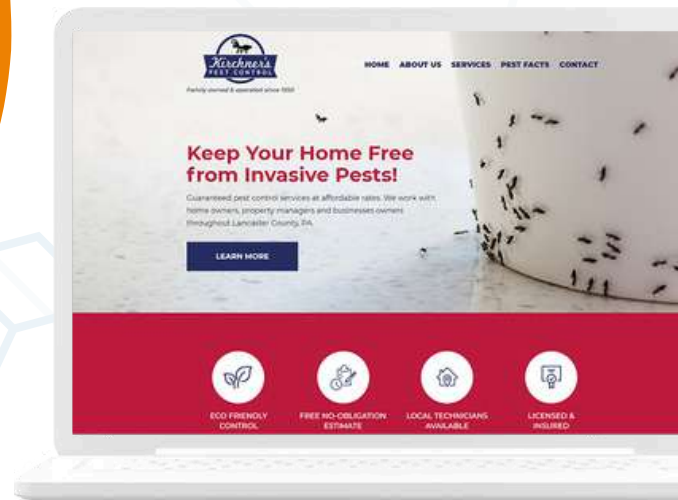 Kirchner's
PEST CONTROL
Family owned & operated since 1950
HOME ABOUT US SERVICES PEST FACTS CONTACT
Keep Your Home Free
from Invasive Pests!
Guaranteed pest control services at affordable rates. We work with
home owners, property managers and businesses owners
throughout Lancaster County, PA.
LEARN MORE
ECO FRIENDLY
CONTROL
FREE NO-OBLIGATION
ESTIMATE
LOCAL TECHNICIANS
AVAILABLE
LICENSED &
INSURED